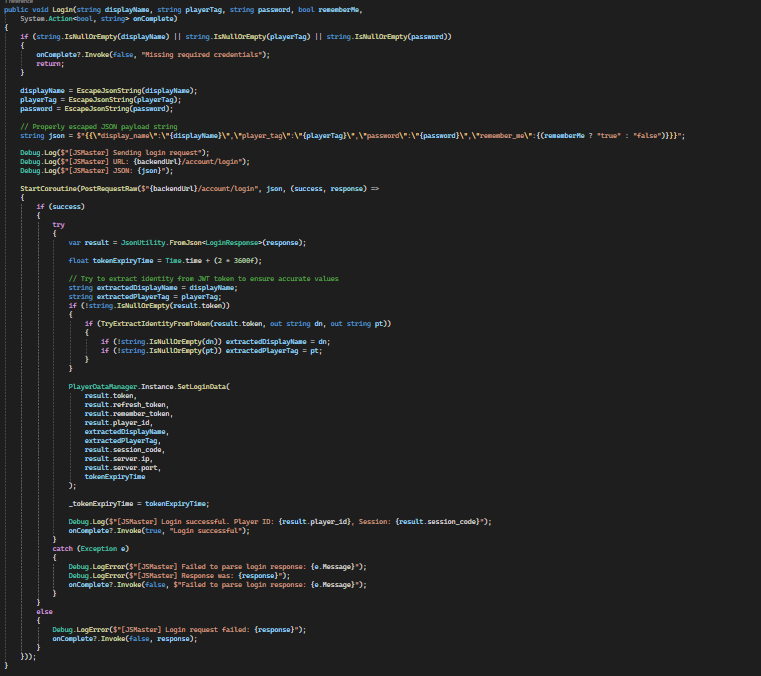 1 reference
public void Login(string displayName, string playerTag, string password, bool rememberMe,
    System.Action<bool, string> onComplete)
{
    if (string.IsNullOrEmpty(displayName) || string.IsNullOrEmpty(playerTag) || string.IsNullOrEmpty(password))
    {
        onComplete?.Invoke(false, "Missing required credentials");
        return;
    }

    displayName = EscapeJsonString(displayName);
    playerTag = EscapeJsonString(playerTag);
    password = EscapeJsonString(password);

    // Properly escaped JSON payload string
    string json = $"{{\"display_name\":\"{displayName}\",\"player_tag\":\"{playerTag}\",\"password\":\"{password}\",\"remember_me\":{(rememberMe ? "true" : "false")}}}";

    Debug.Log($"[JSMaster] Sending login request");
    Debug.Log($"[JSMaster] URL: {backendUrl}/account/login");
    Debug.Log($"[JSMaster] JSON: {json}");

    StartCoroutine(PostRequestRaw($"{backendUrl}/account/login", json, (success, response) =>
    {
        if (success)
        {
            try
            {
                var result = JsonUtility.FromJson<LoginResponse>(response);

                float tokenExpiryTime = Time.time + (2 * 3600f);

                // Try to extract identity from JWT token to ensure accurate values
                string extractedDisplayName = displayName;
                string extractedPlayerTag = playerTag;
                if (!string.IsNullOrEmpty(result.token))
                {
                    if (TryExtractIdentityFromToken(result.token, out string dn, out string pt))
                    {
                        if (!string.IsNullOrEmpty(dn)) extractedDisplayName = dn;
                        if (!string.IsNullOrEmpty(pt)) extractedPlayerTag = pt;
                    }
                }

                PlayerDataManager.Instance.SetLoginData(
                    result.token,
                    result.refresh_token,
                    result.remember_token,
                    result.player_id,
                    extractedDisplayName,
                    extractedPlayerTag,
                    result.session_code,
                    result.server.ip,
                    result.server.port,
                    tokenExpiryTime
                );

                _tokenExpiryTime = tokenExpiryTime;

                Debug.Log($"[JSMaster] Login successful. Player ID: {result.player_id}, Session: {result.session_code}");
                onComplete?.Invoke(true, "Login successful");
            }
            catch (Exception e)
            {
                Debug.LogError($"[JSMaster] Failed to parse login response: {e.Message}");
                Debug.LogError($"[JSMaster] Response was: {response}");
                onComplete?.Invoke(false, $"Failed to parse login response: {e.Message}");
            }
        }
        else
        {
            Debug.LogError($"[JSMaster] Login request failed: {response}");
            onComplete?.Invoke(false, response);
        }
    }));
}